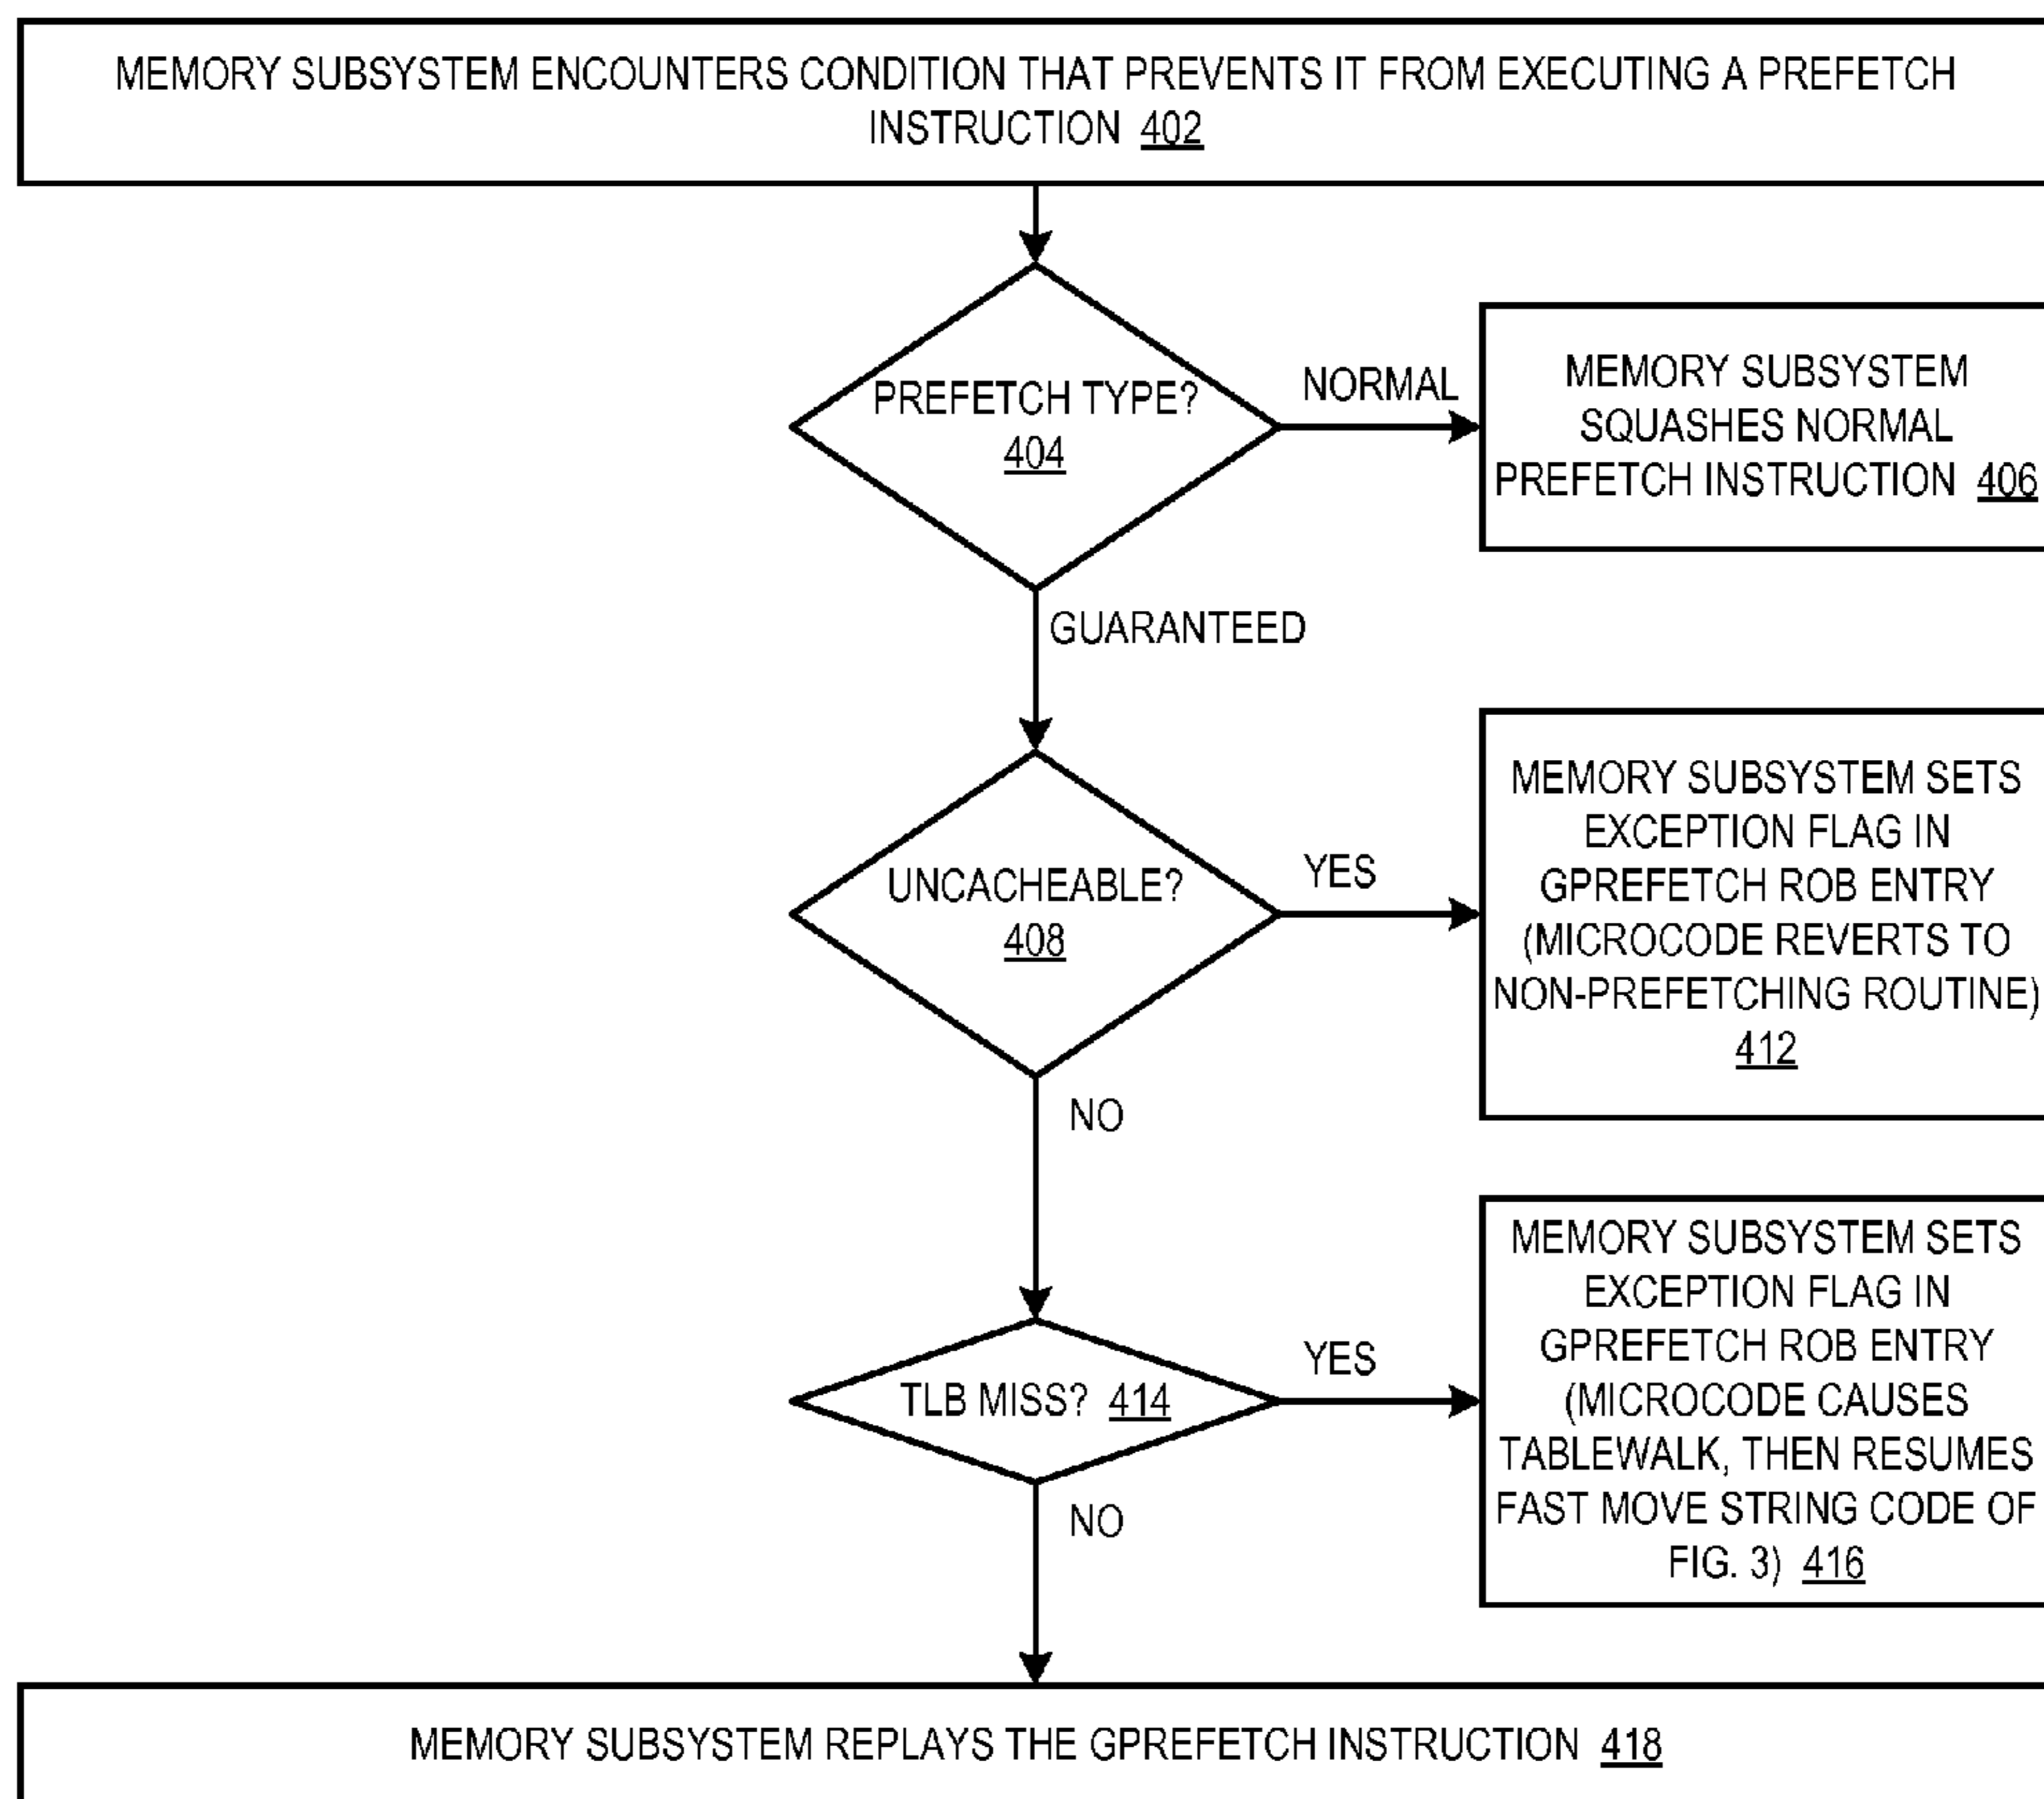 MEMORY SUBSYSTEM ENCOUNTERS CONDITION THAT PREVENTS IT FROM EXECUTING A PREFETCH
INSTRUCTION 402
PREFETCH TYPE?
404
NORMAL
MEMORY SUBSYSTEM
SQUASHES NORMAL
PREFETCH INSTRUCTION 406
GUARANTEED
UNCACHEABLE?
408
YES
MEMORY SUBSYSTEM SETS
EXCEPTION FLAG IN
GPREFETCH ROB ENTRY
(MICROCODE REVERTS TO
NON-PREFETCHING ROUTINE)
412
NO
TLB MISS? 414
YES
MEMORY SUBSYSTEM SETS
EXCEPTION FLAG IN
GPREFETCH ROB ENTRY
(MICROCODE CAUSES
TABLEWALK, THEN RESUMES
FAST MOVE STRING CODE OF
FIG. 3) 416
NO
MEMORY SUBSYSTEM REPLAYS THE GPREFETCH INSTRUCTION 418